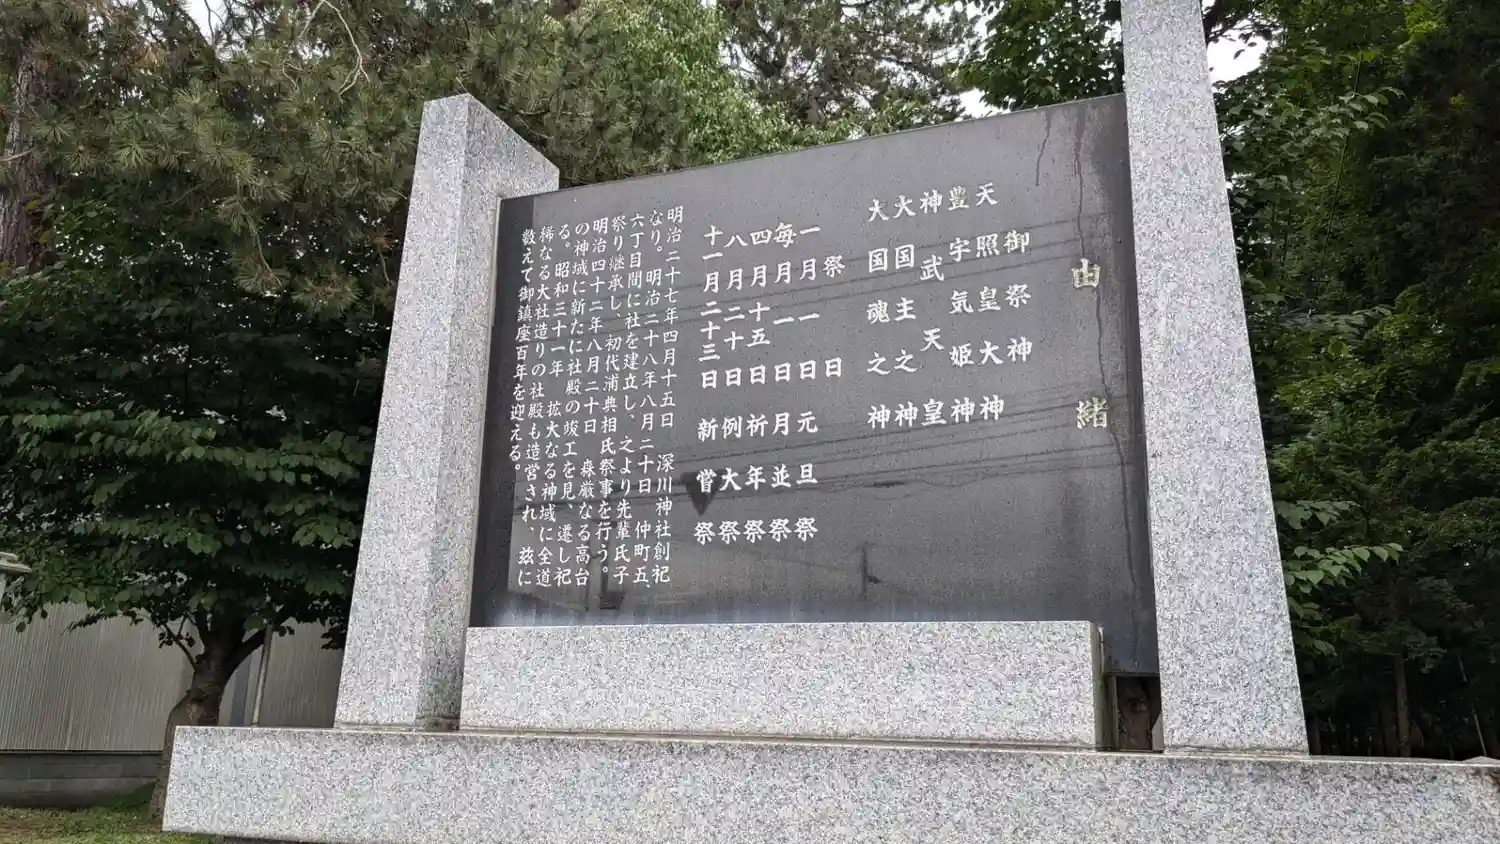 由緒
御祭神
天照皇大神
豊宇気姫神
神武天皇
大国主之神
大国魂之神
祭日
一月一日元旦祭
毎月一日月並祭
四月十五日祈年祭
八月二十日例大祭
十一月二十三日新嘗祭
明治二十七年四月十五日 深川神社創祀
なり。明治二十八年八月二十日 仲町五、
六丁目間に社を建立し、之より先輩氏子
祭り継承し、初代浦典相氏祭事を行う。
明治四十二年八月二十日 森厳なる高台
の神域に新たに社殿の竣工を見、遷し祀
る。昭和三十一年 拡大なる神域に全道
稀なる大社造りの社殿も造営され、茲に
数えて御鎮座百年を迎える。